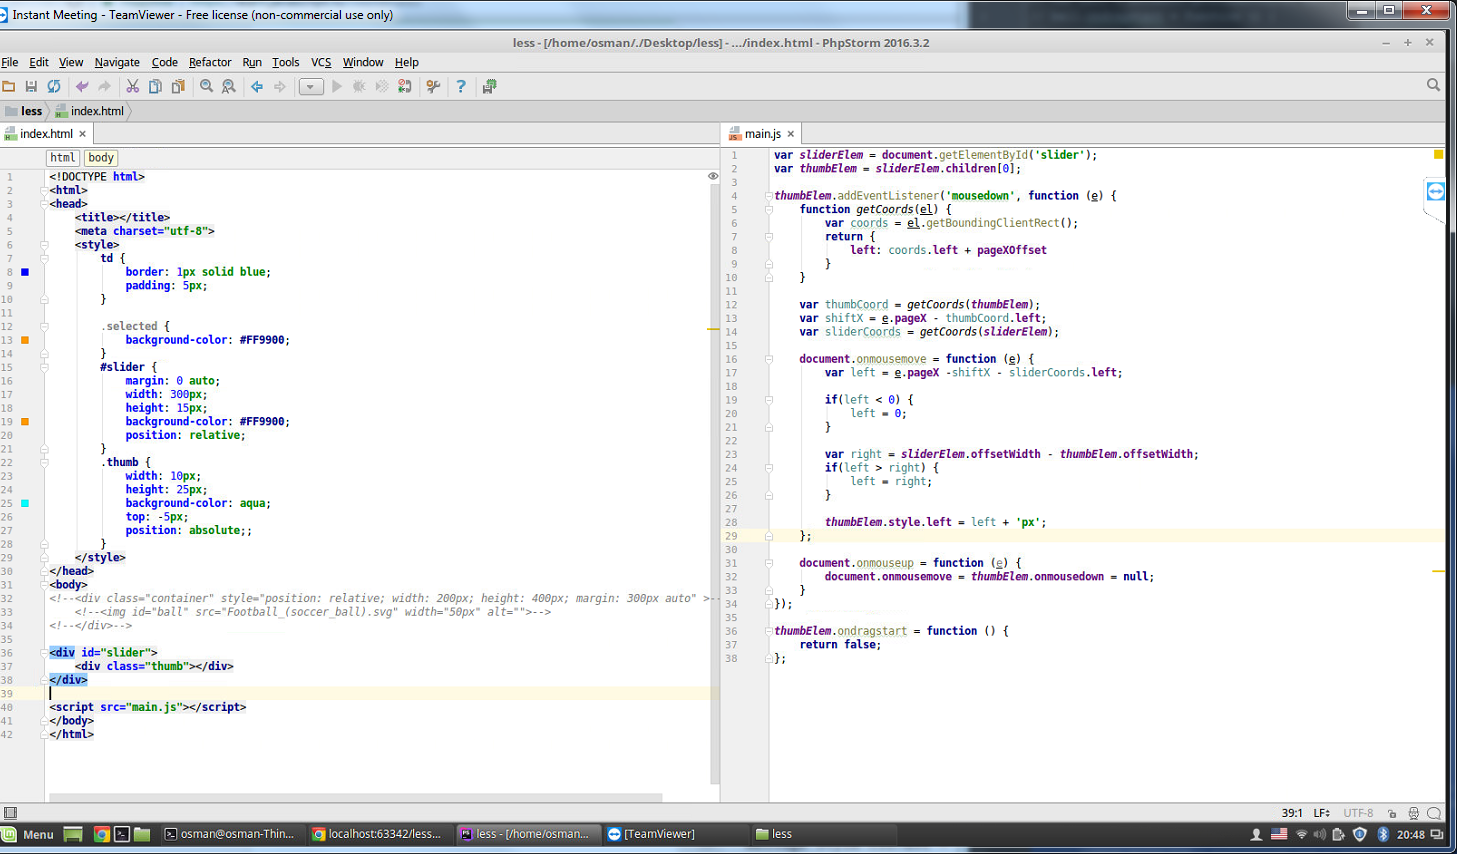 Instant Meeting - TeamViewer - Free license (non-commercial use only)
less - [/home/osman/./Desktop/less] - .../index.html - PhpStorm 2016.3.2
File Edit View Navigate Code Refactor Run Tools VCS Window Help
less index.html
index.html
html body
1 <!DOCTYPE html>
2 <html>
3 <head>
4 <title></title>
5 <meta charset="utf-8">
6 <style>
7 td {
8 border: 1px solid blue;
9 padding: 5px;
10 }
11
12 .selected {
13 background-color: #FF9900;
14 }
15 #slider {
16 margin: 0 auto;
17 width: 300px;
18 height: 15px;
19 background-color: #FF9900;
20 position: relative;
21 }
22 .thumb {
23 width: 10px;
24 height: 25px;
25 background-color: aqua;
26 top: -5px;
27 position: absolute;;
28 }
29 </style>
30 </head>
31 <body>
32 <!--<div class="container" style="position: relative; width: 200px; height: 400px; margin: 300px auto" >--
33 <!--<img id="ball" src="Football_(soccer_ball).svg" width="50px" alt="">-->
34 <!--</div>-->
35
36 <div id="slider">
37 <div class="thumb"></div>
38 </div>
39
40 <script src="main.js"></script>
41 </body>
42 </html>
main.js
1 var sliderElem = document.getElementById('slider');
2 var thumbElem = sliderElem.children[0];
3
4 thumbElem.addEventListener('mousedown', function (e) {
5 function getCoords(el) {
6 var coords = el.getBoundingClientRect();
7 return {
8 left: coords.left + pageXOffset
9 }
10 }
11
12 var thumbCoord = getCoords(thumbElem);
13 var shiftX = e.pageX - thumbCoord.left;
14 var sliderCoords = getCoords(sliderElem);
15
16 document.onmousemove = function (e) {
17 var left = e.pageX -shiftX - sliderCoords.left;
18
19 if(left < 0) {
20 left = 0;
21 }
22
23 var right = sliderElem.offsetWidth - thumbElem.offsetWidth;
24 if(left > right) {
25 left = right;
26 }
27
28 thumbElem.style.left = left + 'px';
29 };
30
31 document.onmouseup = function (e) {
32 document.onmousemove = thumbElem.onmousedown = null;
33 }
34 });
35
36 thumbElem.ondragstart = function () {
37 return false;
38 };
39:1 LF UTF-8
Menu osman@osman-Thin... localhost:63342/less... less - [/home/osman... [TeamViewer] less 20:48